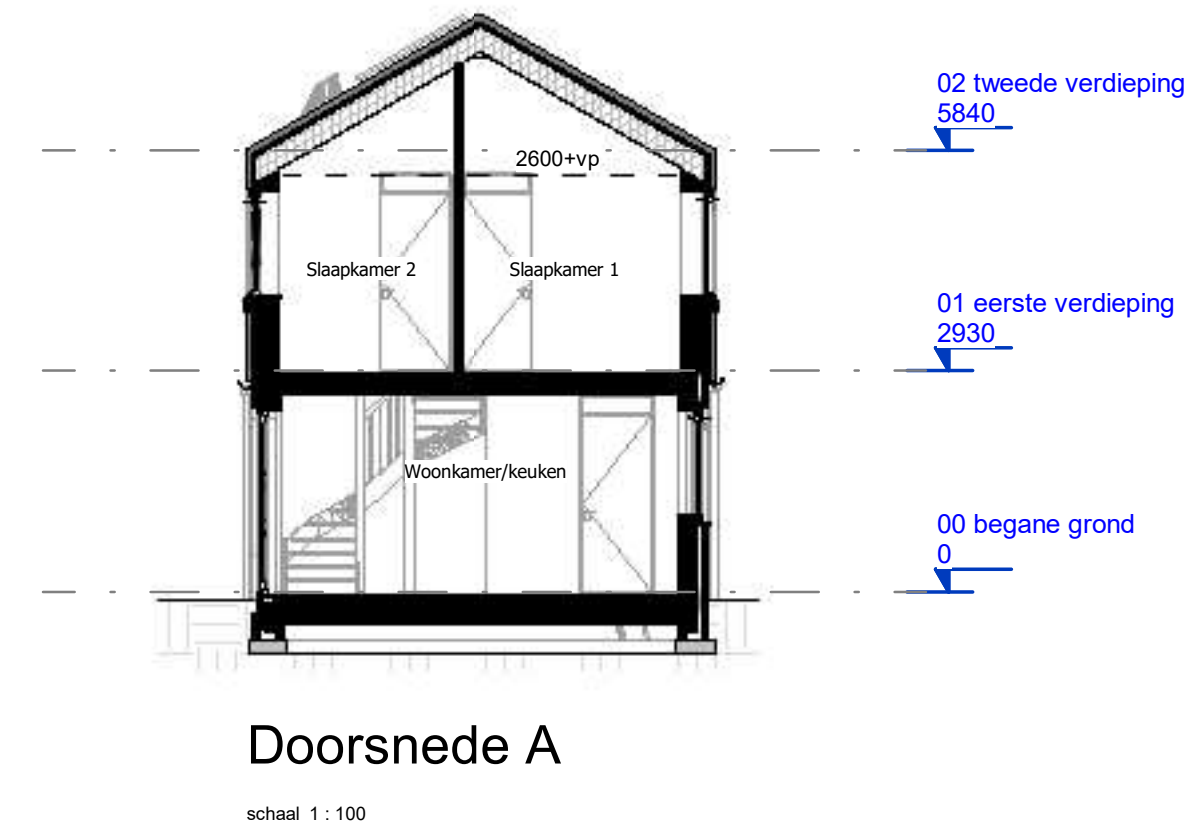 02 tweede verdieping
5840
2600+vp
Slaapkamer 2
Slaapkamer 1
01 eerste verdieping
2930
Woonkamer/keuken
00 begane grond
0
Doorsnede A
schaal 1 : 100